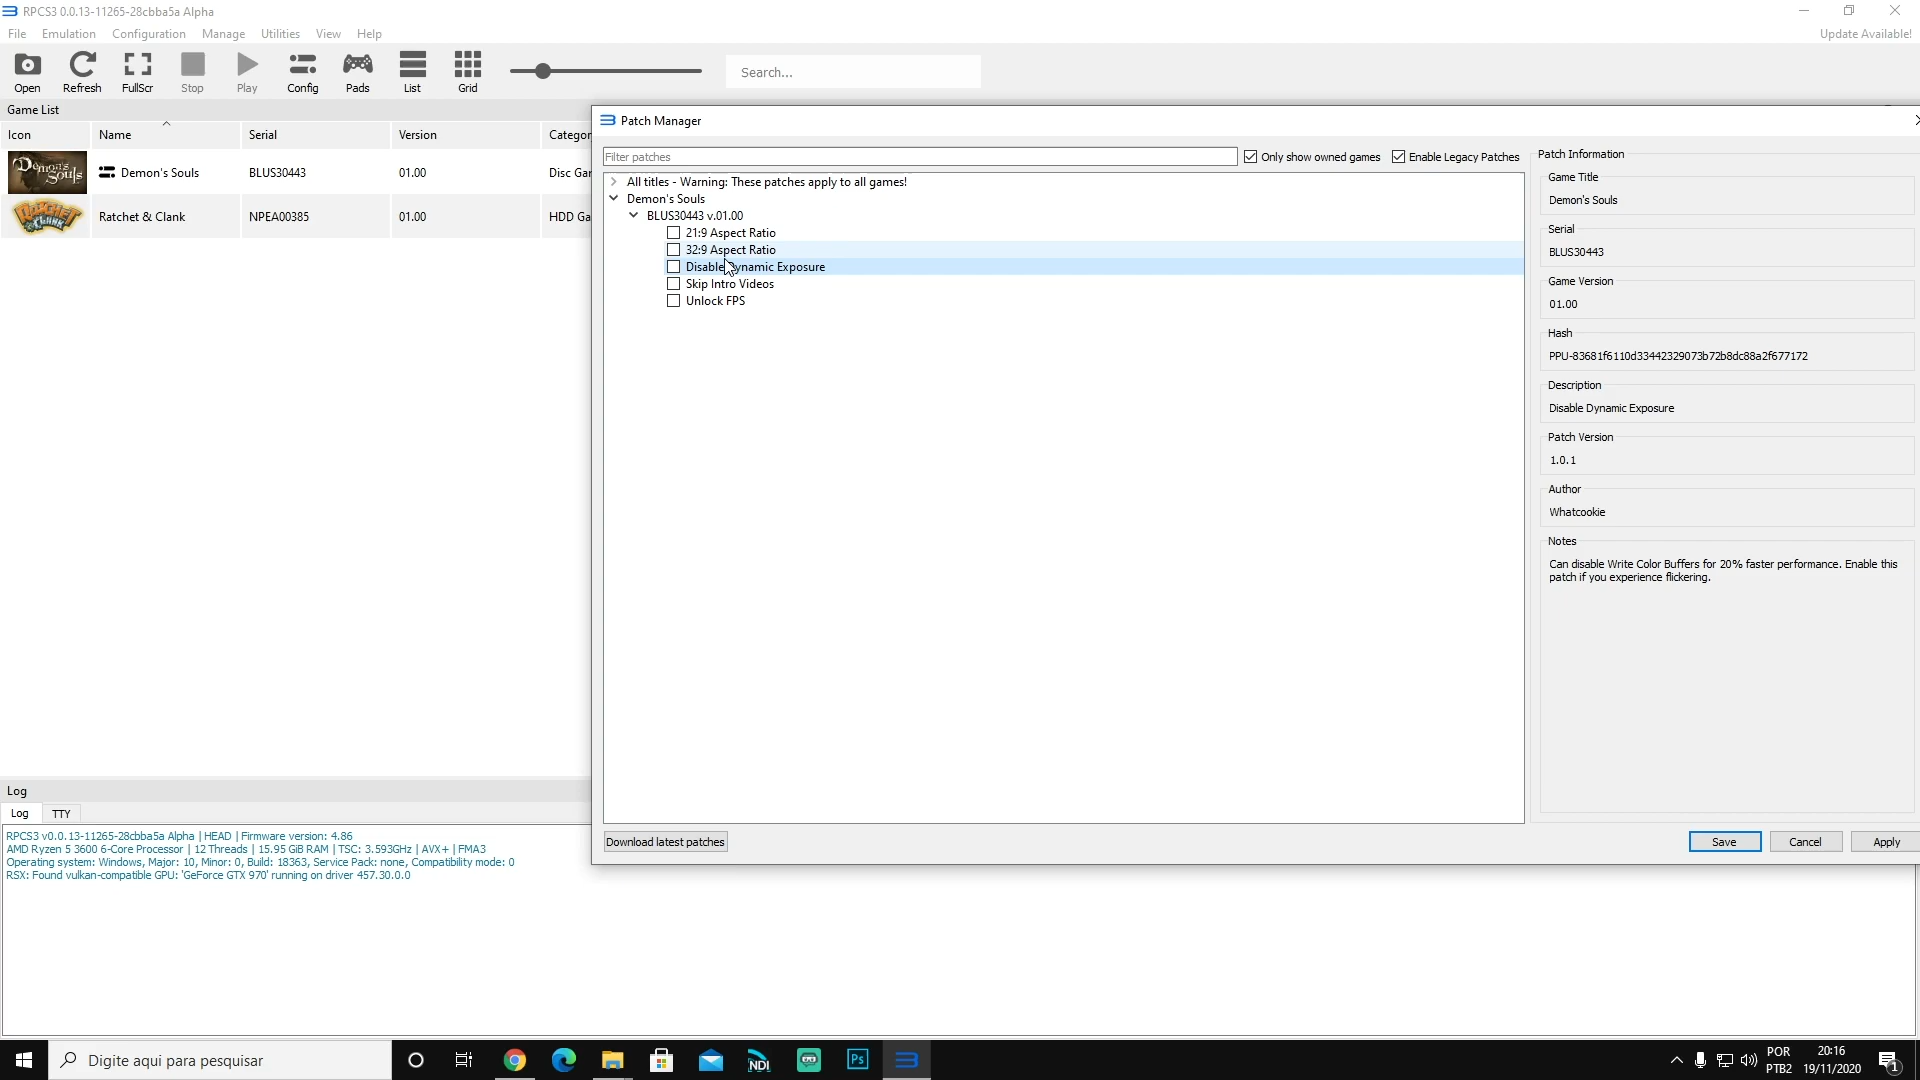 RPCS3 0.0.13-11265-28cbba5a Alpha
File Emulation Configuration Manage Utilities View Help Update Available!
Open Refresh FullScr Stop Play Config Pads List Grid Search...
Game List
Icon Name Serial Version Categor
Demon's Souls Demon's Souls BLUS30443 01.00 Disc Gar
Ratchet & Clank Ratchet & Clank NPEA00385 01.00 HDD Ga
Patch Manager
Filter patches Only show owned games Enable Legacy Patches
All titles - Warning: These patches apply to all games!
Demon's Souls
BLUS30443 v.01.00
21:9 Aspect Ratio
32:9 Aspect Ratio
Disable Dynamic Exposure
Skip Intro Videos
Unlock FPS
Download latest patches
Patch Information
Game Title
Demon's Souls
Serial
BLUS30443
Game Version
01.00
Hash
PPU-83681f6110d33442329073b72b8dc88a2f677172
Description
Disable Dynamic Exposure
Patch Version
1.0.1
Author
Whatcookie
Notes
Can disable Write Color Buffers for 20% faster performance. Enable this
patch if you experience flickering.
Save Cancel Apply
Log
Log TTY
RPCS3 v0.0.13-11265-28cbba5a Alpha | HEAD | Firmware version: 4.86
AMD Ryzen 5 3600 6-Core Processor | 12 Threads | 15.95 GiB RAM | TSC: 3.593GHz | AVX+ | FMA3
Operating system: Windows, Major: 10, Minor: 0, Build: 18363, Service Pack: none, Compatibility mode: 0
RSX: Found vulkan-compatible GPU: 'GeForce GTX 970' running on driver 457.30.0.0
Digite aqui para pesquisar
NDI
Ps
POR
PTB2
20:16
19/11/2020
1